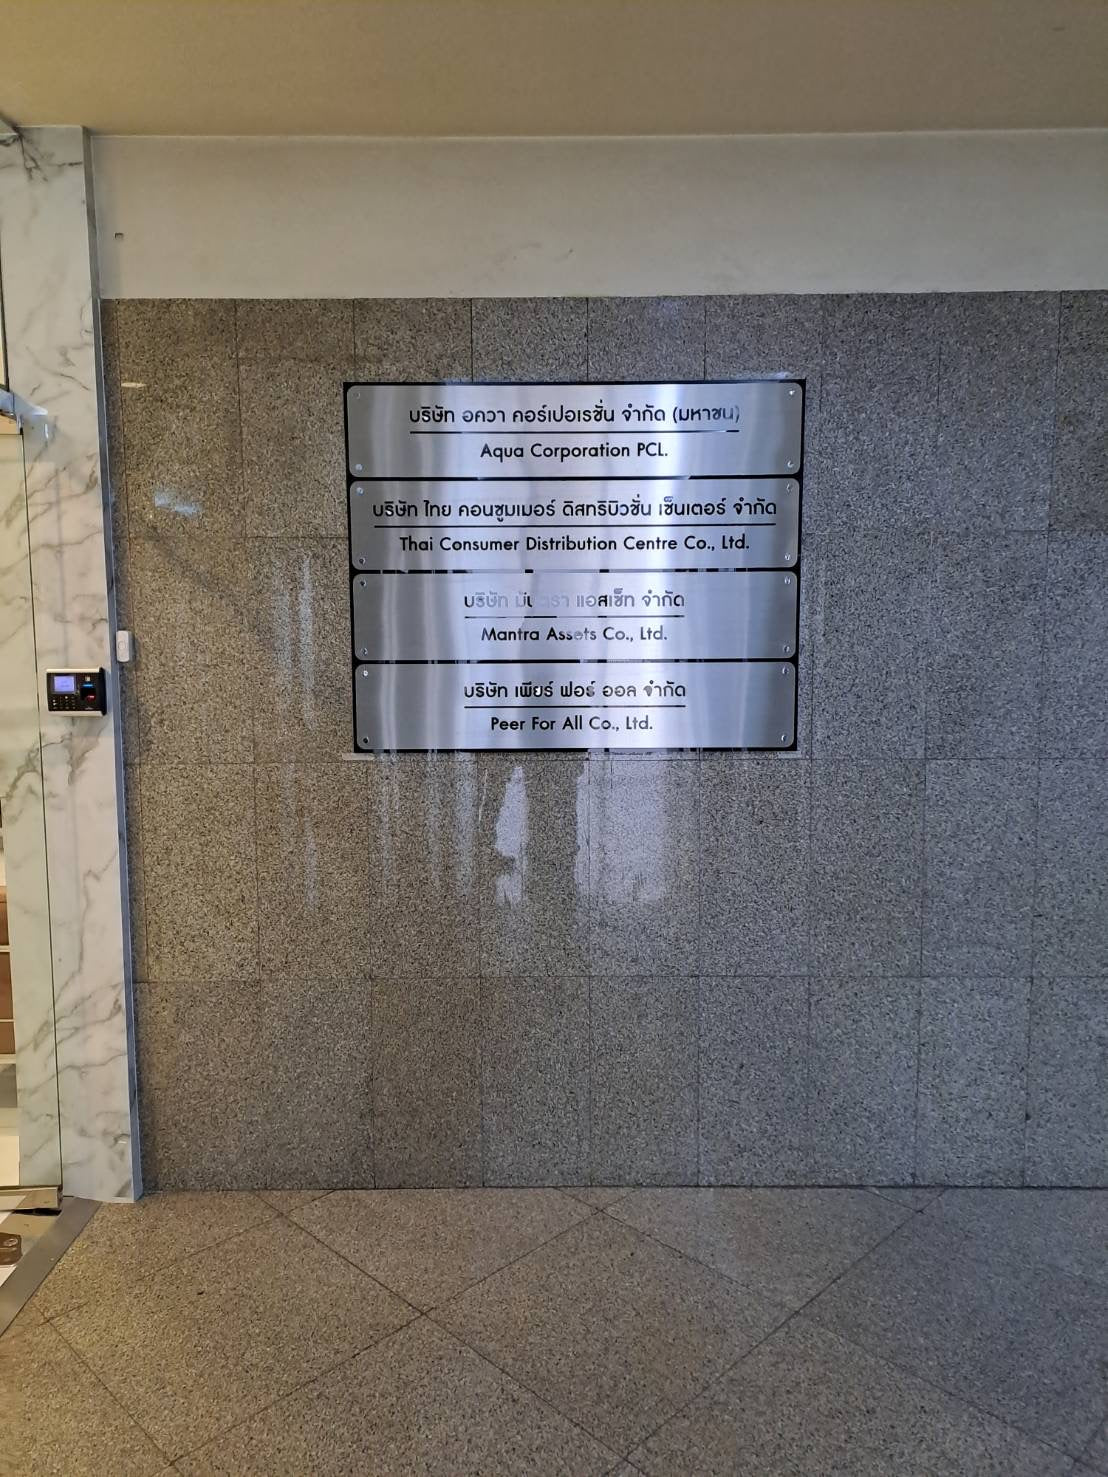 บริษัท อควา คอร์เปอเรชั่น จำกัด (มหาชน)
Aqua Corporation PCL.
บริษัท ไทย คอนซูมเมอร์ ดิสทริบิวชั่น เซ็นเตอร์ จำกัด
Thai Consumer Distribution Centre Co., Ltd.
บริษัท มันตรา แอสเซ็ท จำกัด
Mantra Assets Co., Ltd.
บริษัท เพียร์ ฟอร์ ออล จำกัด
Peer For All Co., Ltd.